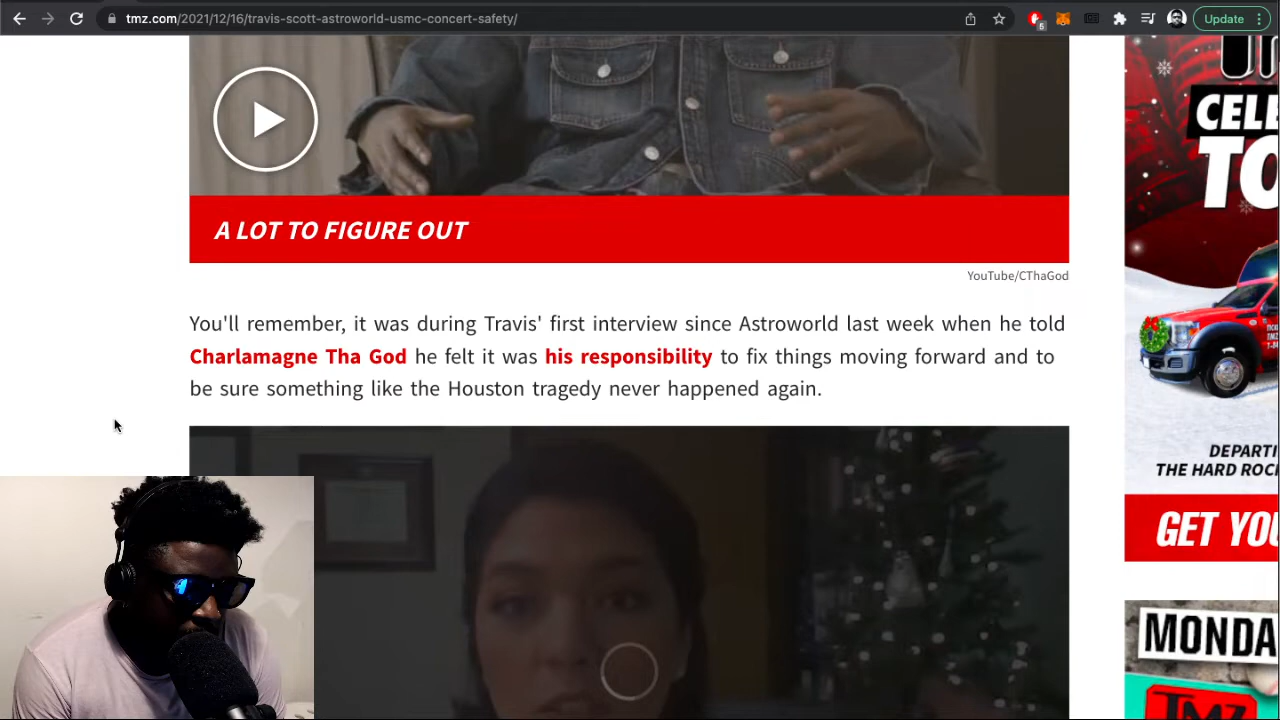 tmz.com/2021/12/16/travis-scott-astroworld-usmc-concert-safety/
5
Update
A LOT TO FIGURE OUT
YouTube/CThaGod
You'll remember, it was during Travis' first interview since Astroworld last week when he told
Charlamagne Tha God he felt it was his responsibility to fix things moving forward and to
be sure something like the Houston tragedy never happened again.
CELE
TO
DEPARTI
THE HARD ROC
GET YOU
MONDA
TMZ